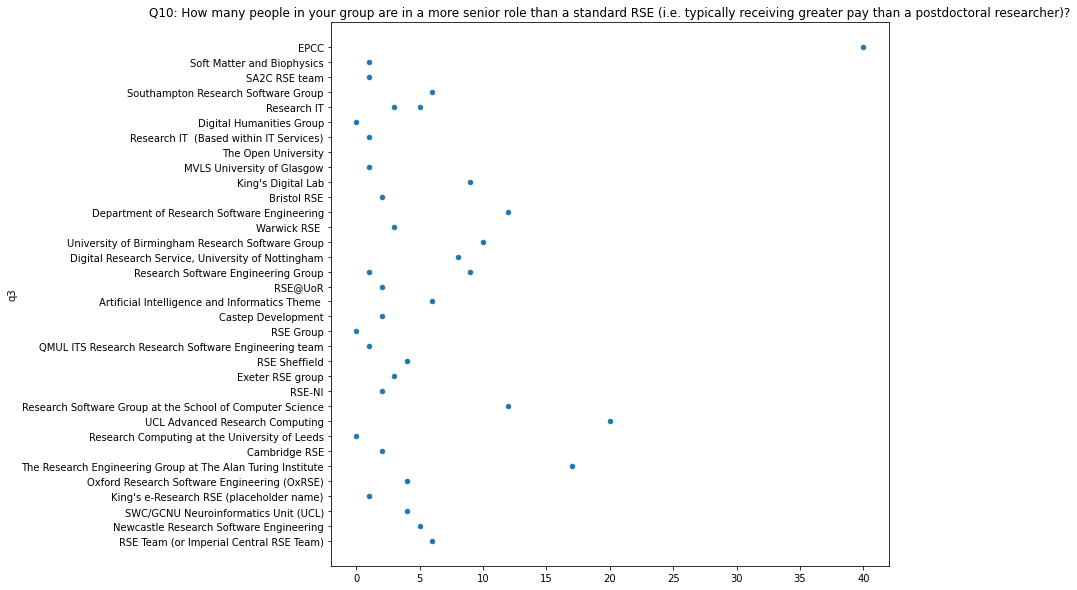 Q10: How many people in your group are in a more senior role than a standard RSE (i.e. typically receiving greater pay than a postdoctoral researcher)?
EPCC
Soft Matter and Biophysics
SA2C RSE team
Southampton Research Software Group
Research IT
Digital Humanities Group
Research IT  (Based within IT Services)
The Open University
MVLS University of Glasgow
King's Digital Lab
Bristol RSE
Department of Research Software Engineering
Warwick RSE
University of Birmingham Research Software Group
Digital Research Service, University of Nottingham
Research Software Engineering Group
RSE@UoR
Artificial Intelligence and Informatics Theme
Castep Development
RSE Group
QMUL ITS Research Research Software Engineering team
RSE Sheffield
Exeter RSE group
RSE-NI
Research Software Group at the School of Computer Science
UCL Advanced Research Computing
Research Computing at the University of Leeds
Cambridge RSE
The Research Engineering Group at The Alan Turing Institute
Oxford Research Software Engineering (OxRSE)
King's e-Research RSE (placeholder name)
SWC/GCNU Neuroinformatics Unit (UCL)
Newcastle Research Software Engineering
RSE Team (or Imperial Central RSE Team)
q3
0 5 10 15 20 25 30 35 40